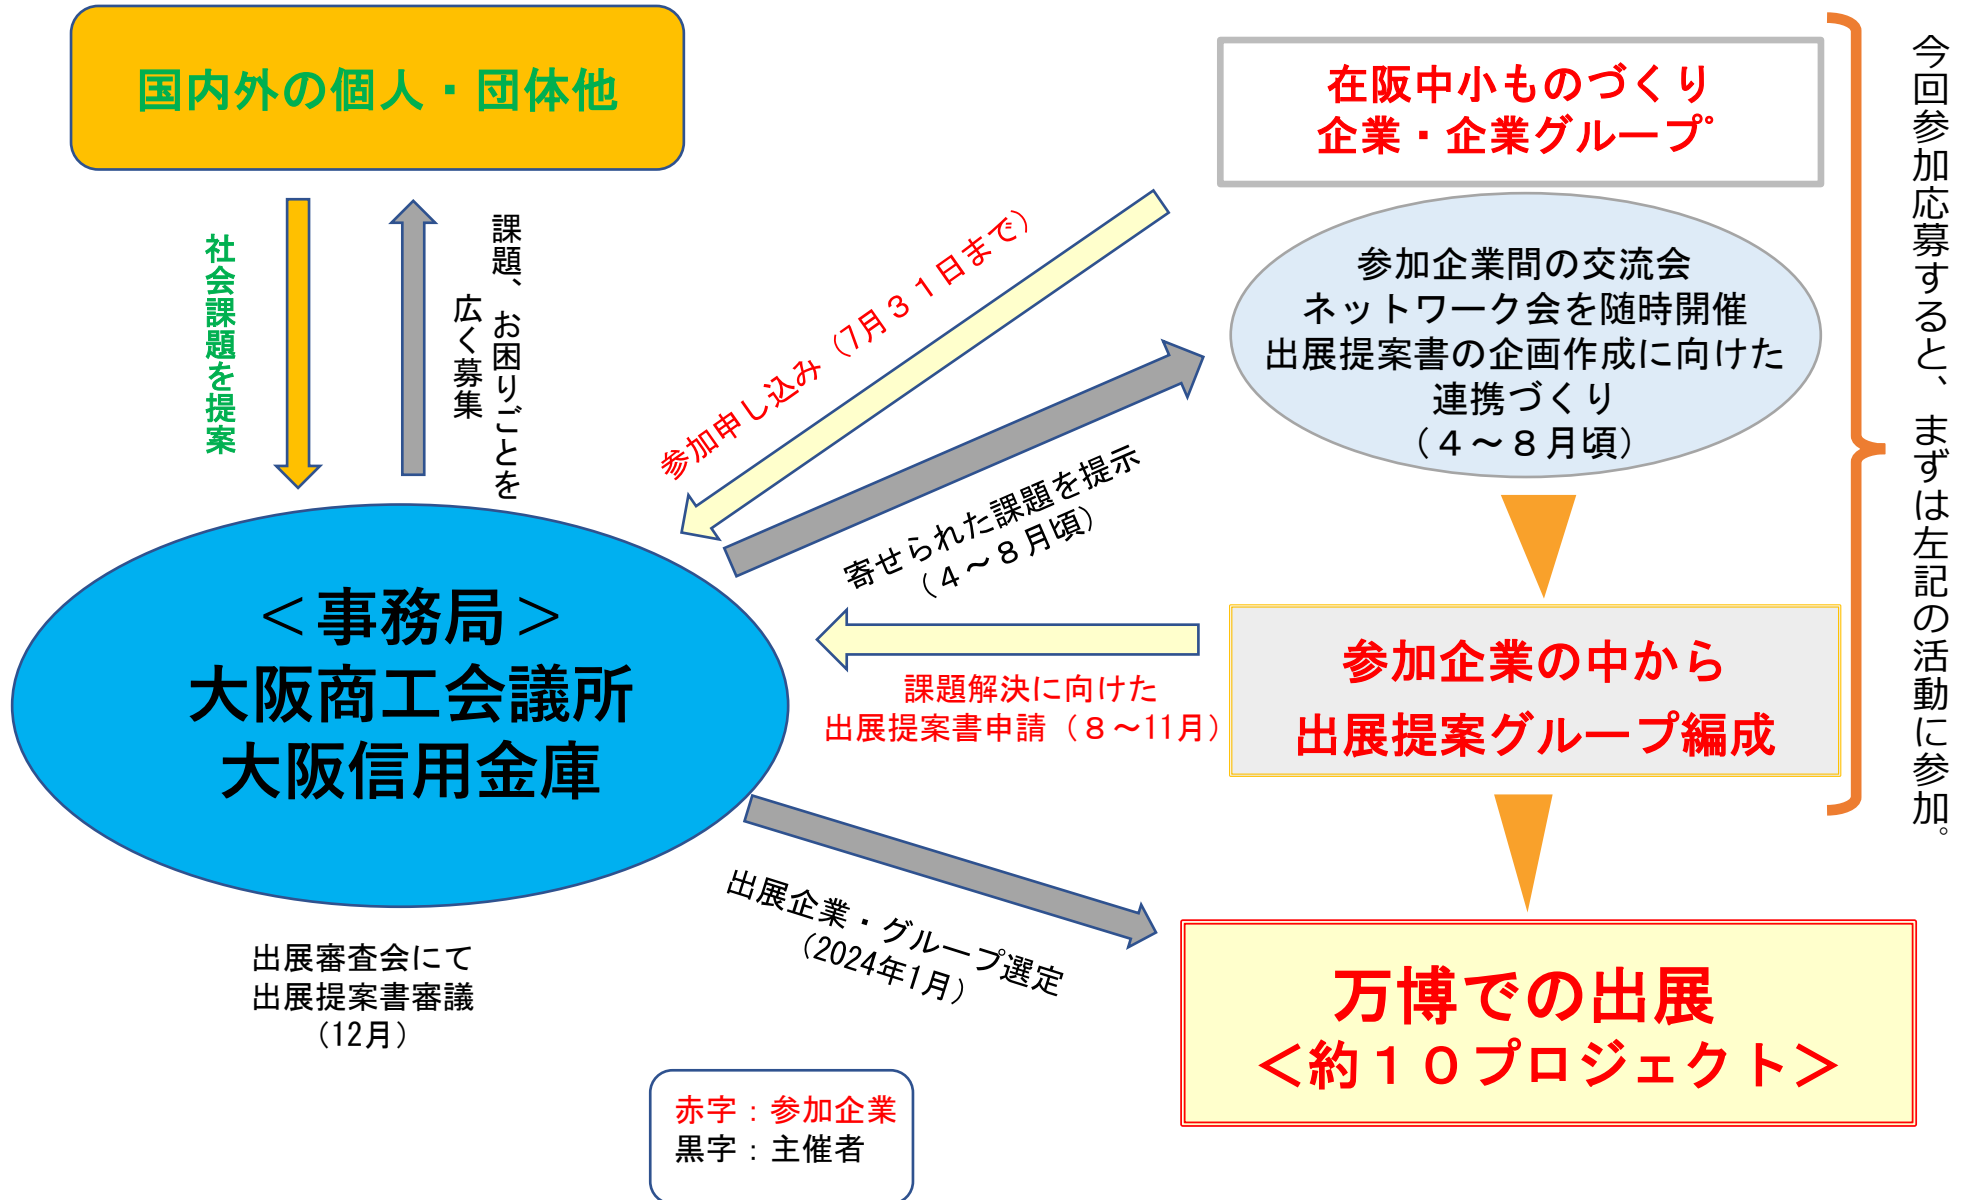 国内外の個人・団体他
社会課題を提案
課題、お困りごとを
広く募集
<事務局>
大阪商工会議所
大阪信用金庫
出展審査会にて
出展提案書審議
（12月）
参加申し込み（7月３１日まで）
寄せられた課題を提示
（４～８月頃）
課題解決に向けた
出展提案書申請（８～11月）
出展企業・グループ選定
（2024年1月）
在阪中小ものづくり
企業・企業グループ
参加企業間の交流会
ネットワーク会を随時開催
出展提案書の企画作成に向けた
連携づくり
（４～８月頃）
参加企業の中から
出展提案グループ編成
万博での出展
<約１０プロジェクト>
今回参加応募すると、まずは左記の活動に参加。
赤字：参加企業
黒字：主催者